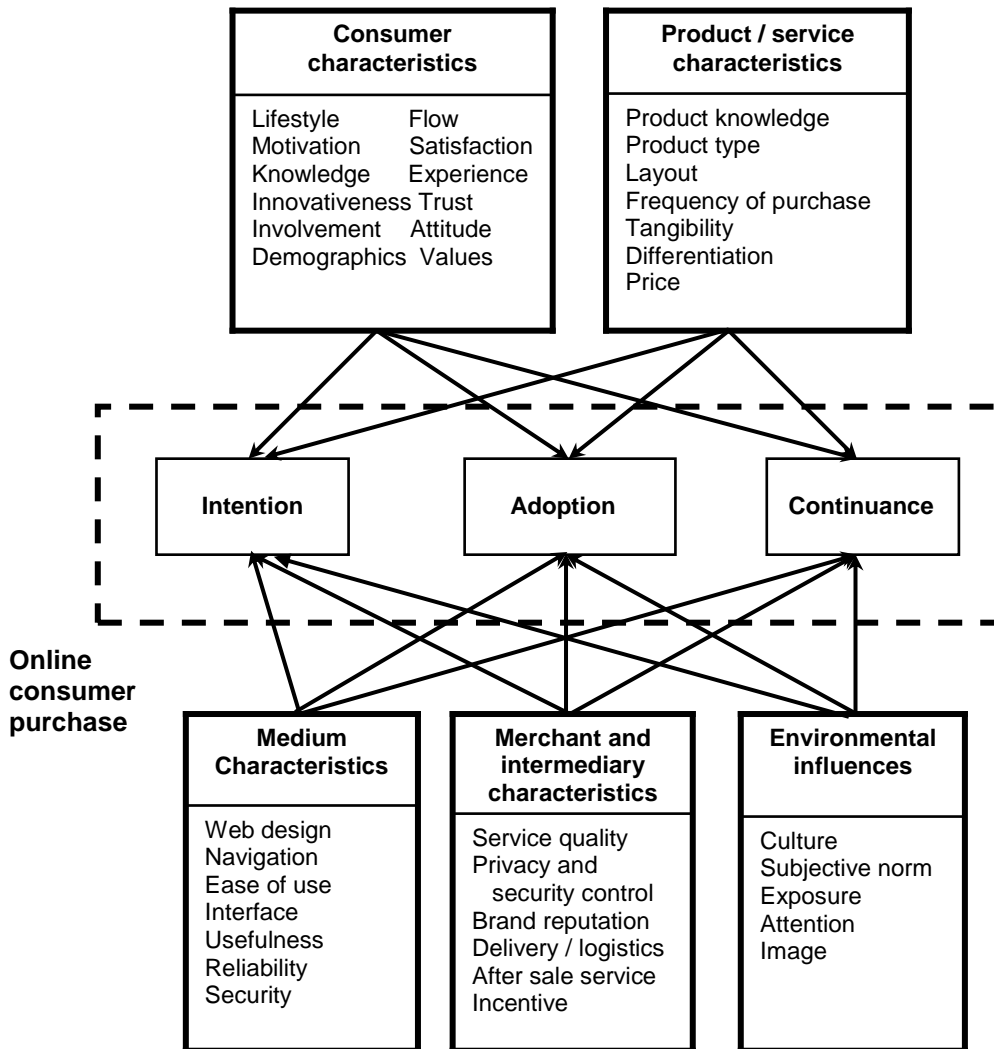 Consumer
characteristics
Lifestyle Flow
Motivation Satisfaction
Knowledge Experience
Innovativeness Trust
Involvement Attitude
Demographics Values
Product / service
characteristics
Product knowledge
Product type
Layout
Frequency of purchase
Tangibility
Differentiation
Price
Intention
Adoption
Continuance
Online
consumer
purchase
Medium
Characteristics
Web design
Navigation
Ease of use
Interface
Usefulness
Reliability
Security
Merchant and
intermediary
characteristics
Service quality
Privacy and
security control
Brand reputation
Delivery / logistics
After sale service
Incentive
Environmental
influences
Culture
Subjective norm
Exposure
Attention
Image